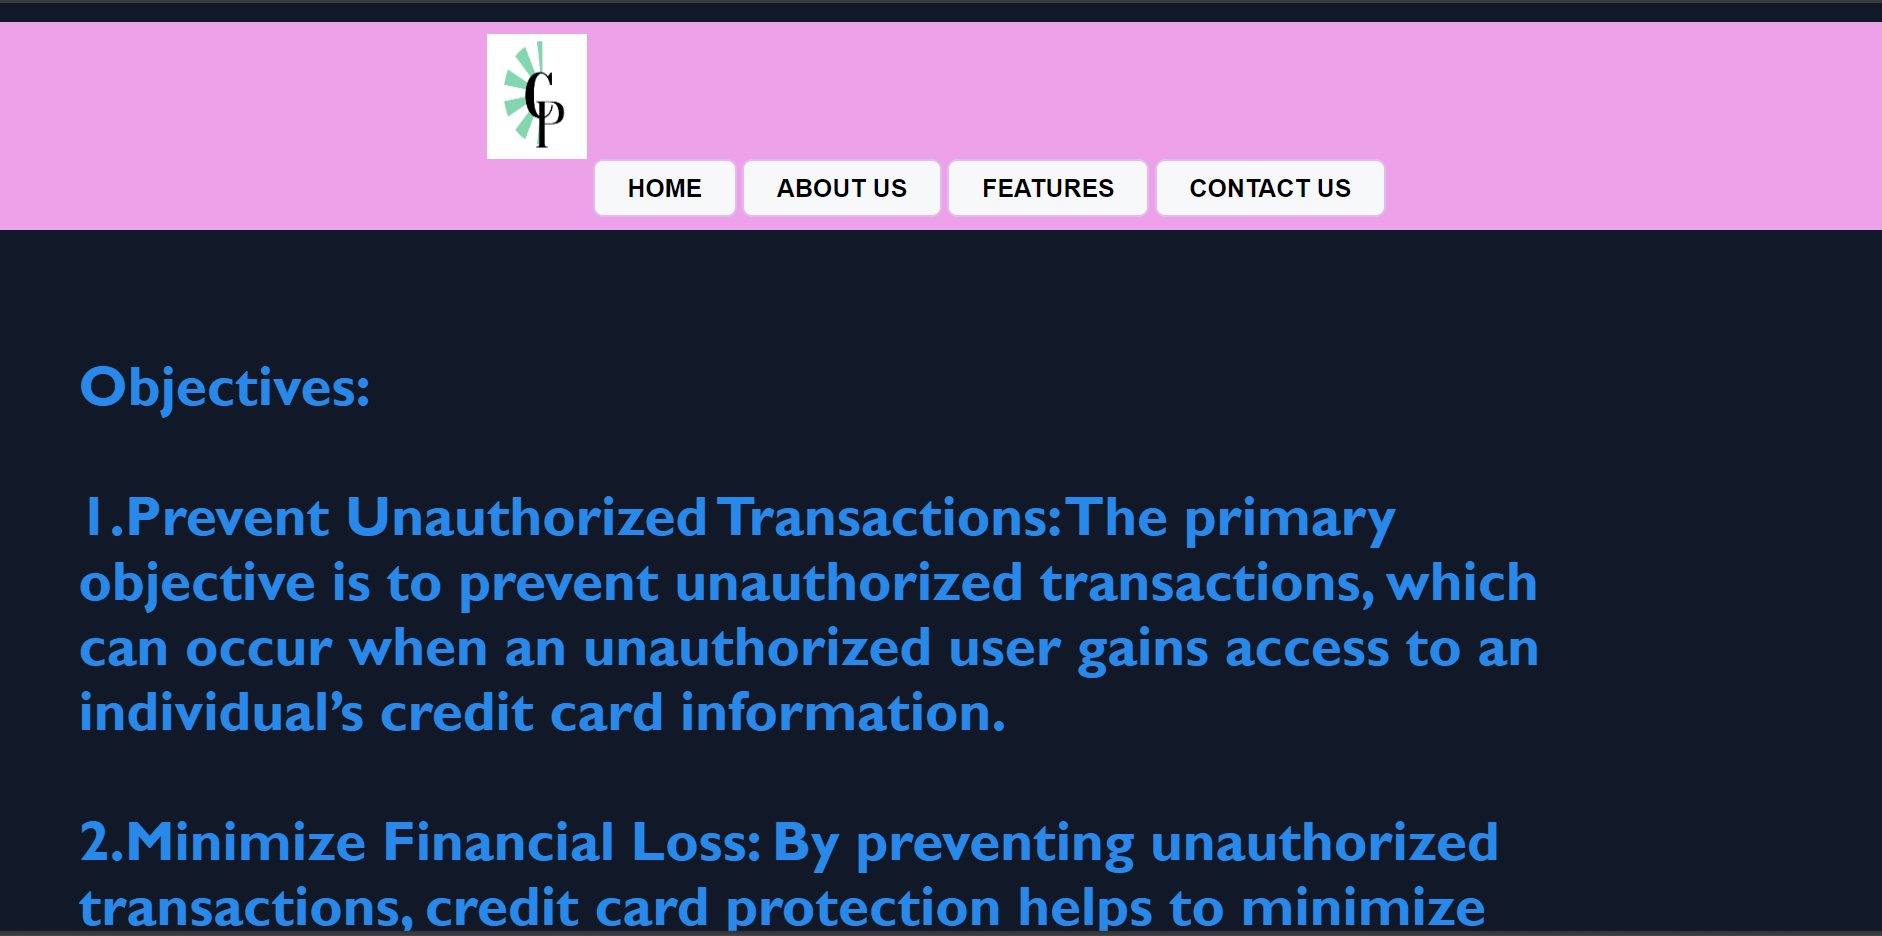 CP
HOME ABOUT US FEATURES CONTACT US
Objectives:
1.Prevent Unauthorized Transactions: The primary
objective is to prevent unauthorized transactions, which
can occur when an unauthorized user gains access to an
individual’s credit card information.
2.Minimize Financial Loss: By preventing unauthorized
transactions, credit card protection helps to minimize